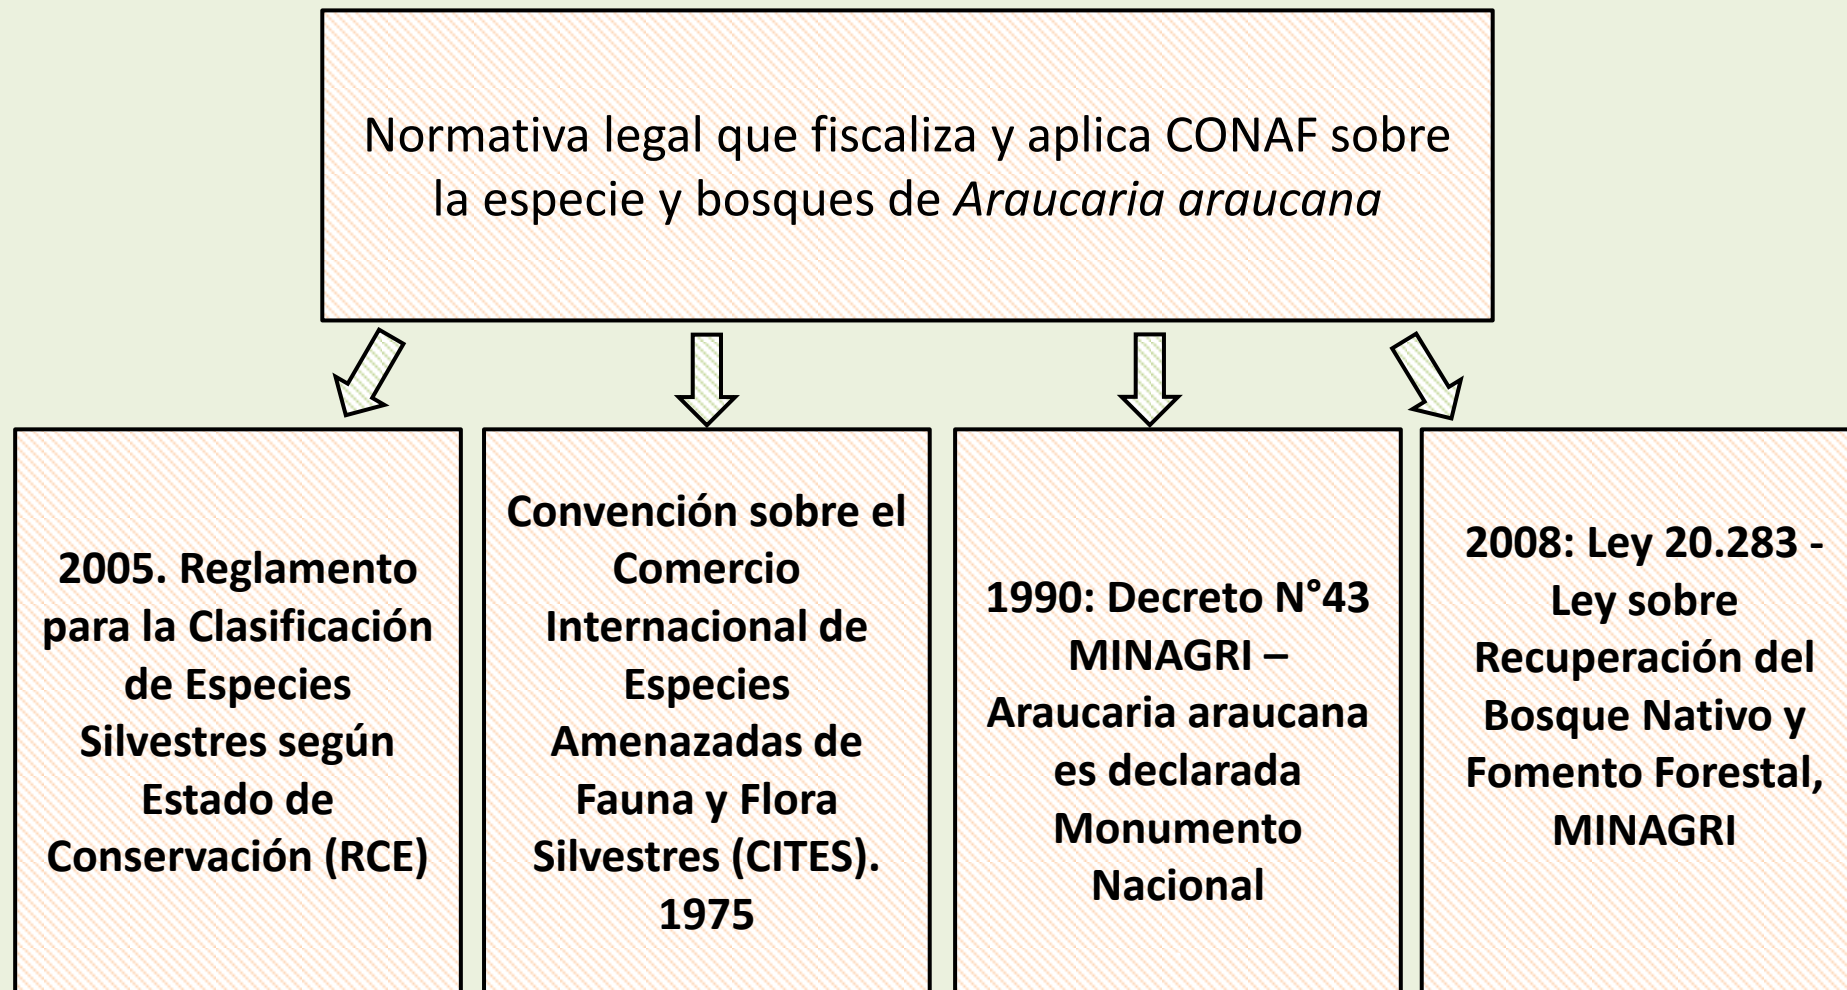 Normativa legal que fiscaliza y aplica CONAF sobre
la especie y bosques de Araucaria araucana
2005. Reglamento
para la Clasificación
de Especies
Silvestres según
Estado de
Conservación (RCE)
Convención sobre el
Comercio
Internacional de
Especies
Amenazadas de
Fauna y Flora
Silvestres (CITES).
1975
1990: Decreto N°43
MINAGRI –
Araucaria araucana
es declarada
Monumento
Nacional
2008: Ley 20.283 -
Ley sobre
Recuperación del
Bosque Nativo y
Fomento Forestal,
MINAGRI